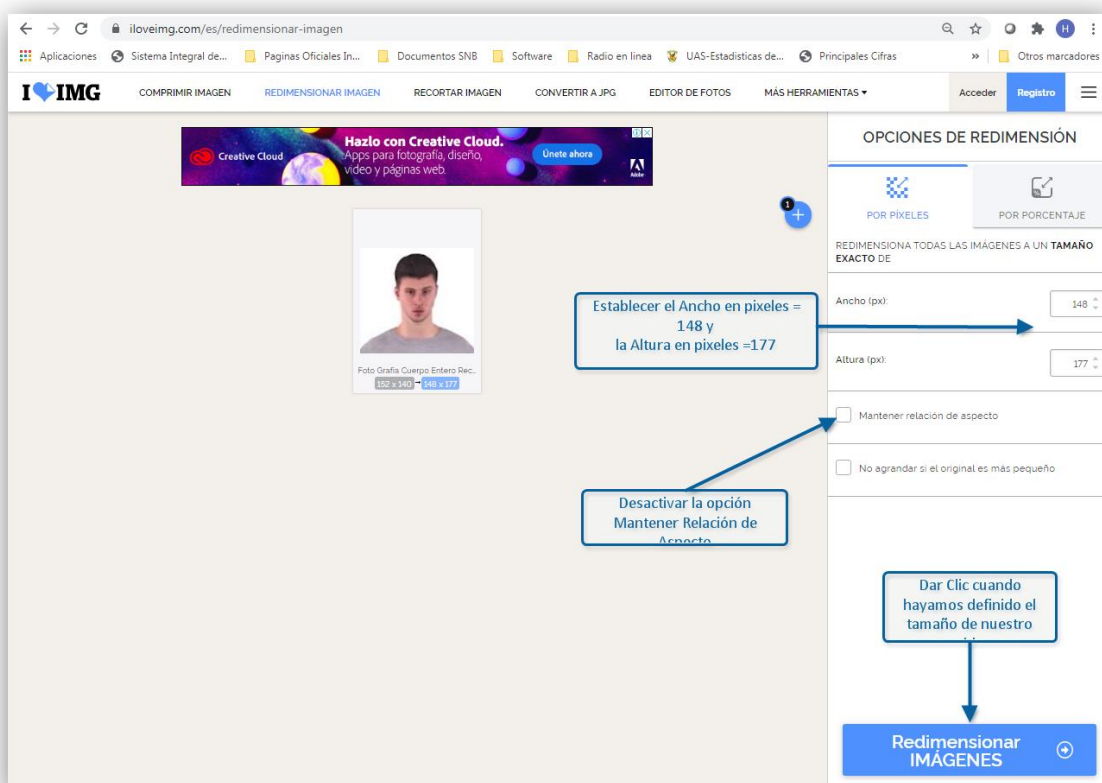 iloveimg.com/es/redimensionar-imagen
H
Aplicaciones Sistema Integral de... Paginas Oficiales In... Documentos SNB Software Radio en linea UAS-Estadisticas de... Principales Cifras » Otros marcadores
I IMG COMPRIMIR IMAGEN REDIMENSIONAR IMAGEN RECORTAR IMAGEN CONVERTIR A JPG EDITOR DE FOTOS MÁS HERRAMIENTAS Acceder Registro
Creative Cloud
Hazlo con Creative Cloud.
Apps para fotografía, diseño,
vídeo y páginas web.
Únete ahora
Adobe
1
+
Foto Grafia Cuerpo Entero Rec...
152 x 140 → 148 x 177
OPCIONES DE REDIMENSIÓN
POR PÍXELES POR PORCENTAJE
REDIMENSIONA TODAS LAS IMÁGENES A UN TAMAÑO
EXACTO DE
Ancho (px): 148
Altura (px): 177
Mantener relación de aspecto
No agrandar si el original es más pequeño
Establecer el Ancho en pixeles =
148 y
la Altura en pixeles =177
Desactivar la opción
Mantener Relación de
Aspecto
Dar Clic cuando
hayamos definido el
tamaño de nuestro
Redimensionar
IMÁGENES